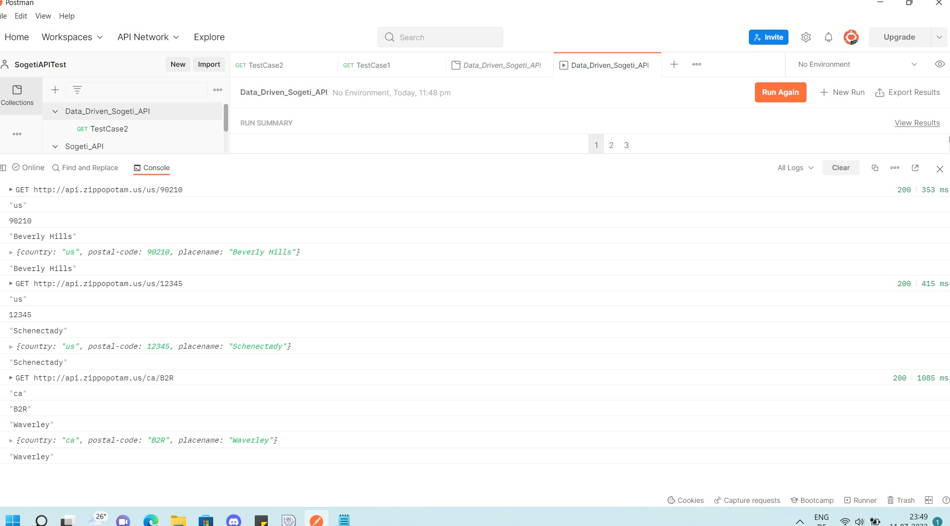 Postman
File Edit View Help
Home Workspaces API Network Explore Search Invite Upgrade
SogetiAPITest New Import GET TestCase2 GET TestCase1 Data_Driven_Sogeti_API Data_Driven_Sogeti_API No Environment
Collections
Data_Driven_Sogeti_API
GET TestCase2
Sogeti_API
Data_Driven_Sogeti_API No Environment, Today, 11:48 pm Run Again New Run Export Results
RUN SUMMARY View Results
1 2 3
Online Find and Replace Console All Logs Clear
GET http://api.zippopotam.us/us/90210 200 353 ms
"us"
90210
"Beverly Hills"
{country: "us", postal-code: 90210, placename: "Beverly Hills"}
"Beverly Hills"
GET http://api.zippopotam.us/us/12345 200 415 ms
"us"
12345
"Schenectady"
{country: "us", postal-code: 12345, placename: "Schenectady"}
"Schenectady"
GET http://api.zippopotam.us/ca/B2R 200 1085 ms
"ca"
"B2R"
"Waverley"
{country: "ca", postal-code: "B2R", placename: "Waverley"}
"Waverley"
Cookies Capture requests Bootcamp Runner Trash
26° ENG 23:49